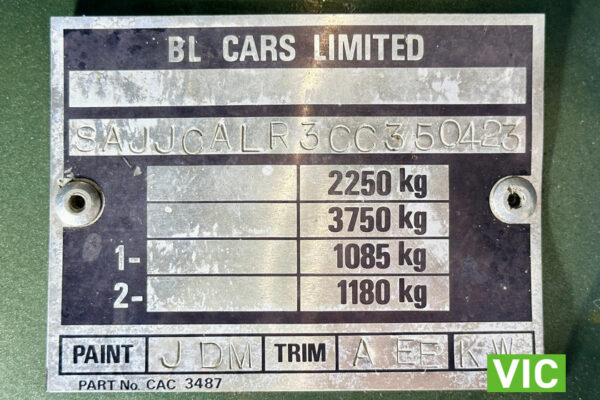 BL CARS LIMITED
SAJJCALR3CC350423
2250 kg
3750 kg
1- 1085 kg
2- 1180 kg
PAINT JDM TRIM A EE
PART No. CAC 3487
VIC